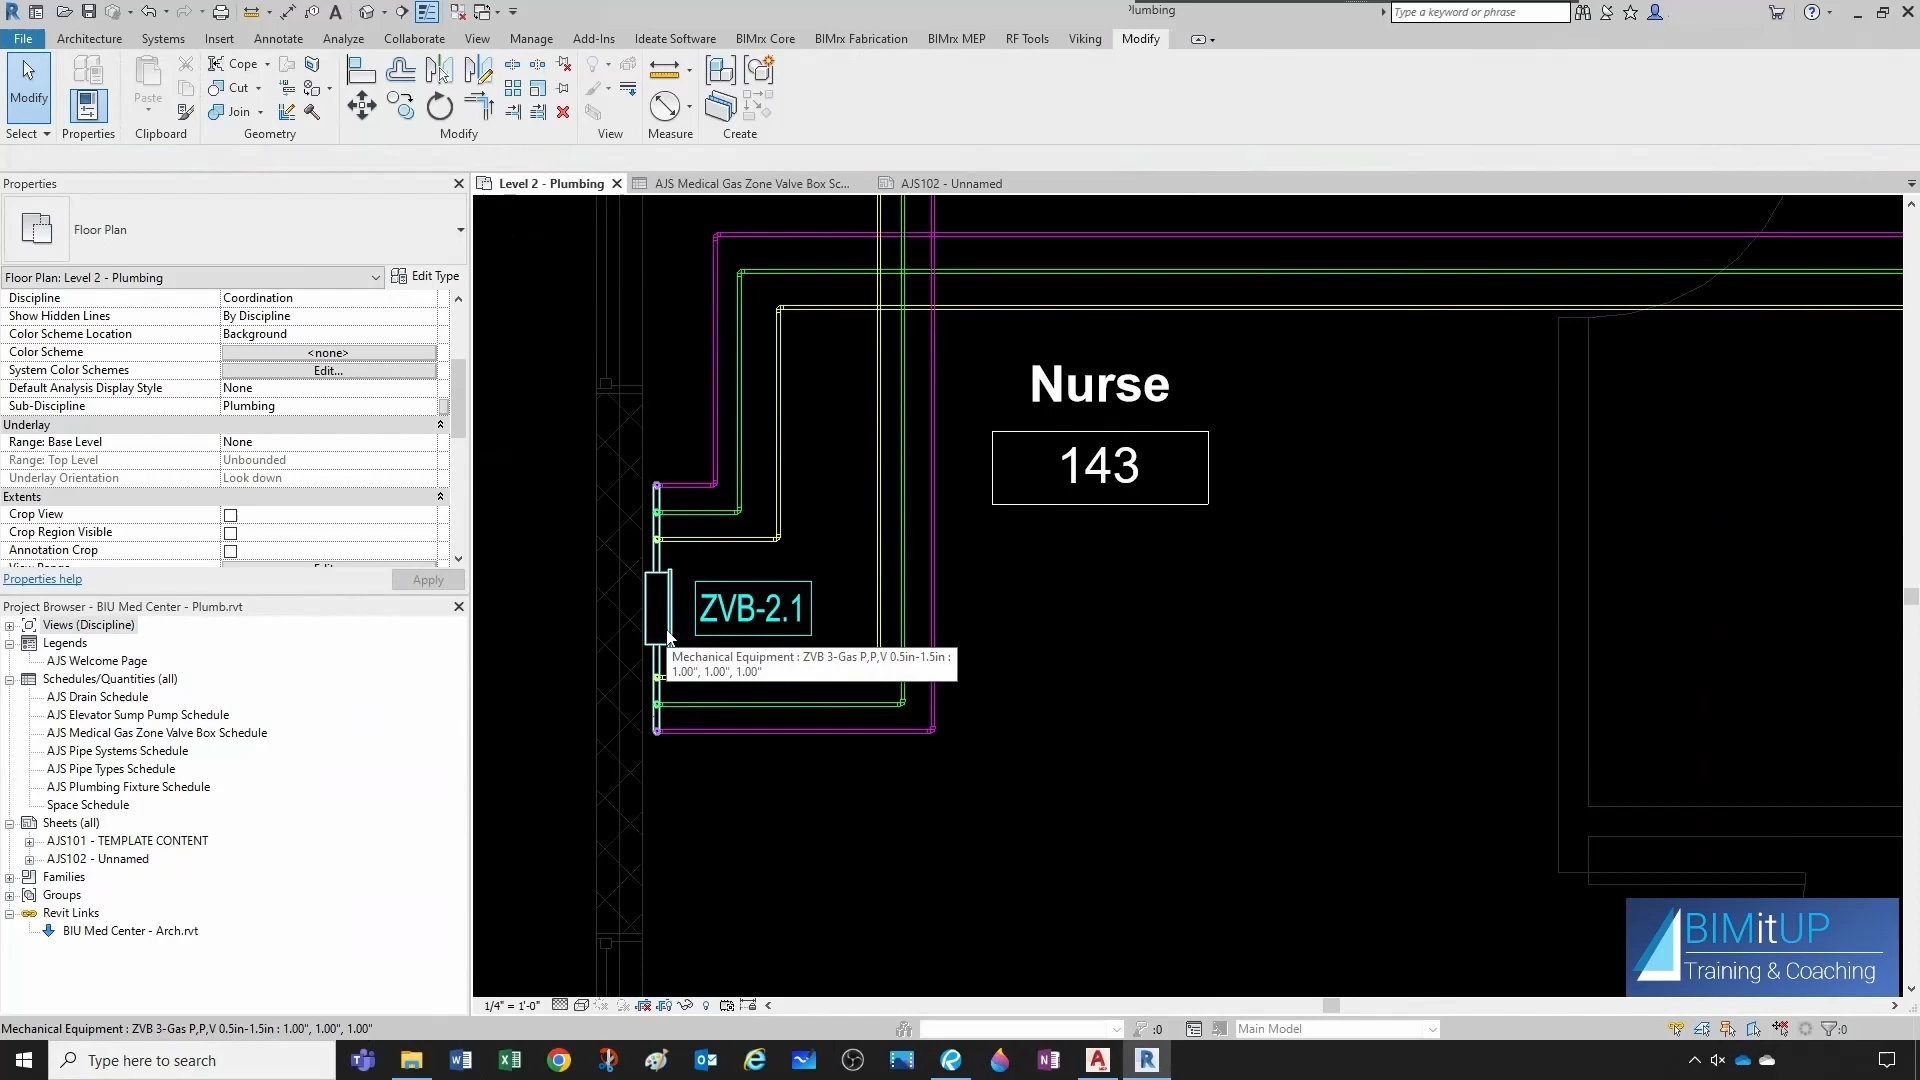 Plumbing
Type a keyword or phrase
File
Architecture
Systems
Insert
Annotate
Analyze
Collaborate
View
Manage
Add-Ins
Ideate Software
BIMrx Core
BIMrx Fabrication
BIMrx MEP
RF Tools
Viking
Modify
Cope
Cut
Join
Modify
Paste
Select
Properties
Clipboard
Geometry
Modify
View
Measure
Create
Properties
Level 2 - Plumbing
AJS Medical Gas Zone Valve Box Sc...
AJS102 - Unnamed
Floor Plan
Floor Plan: Level 2 - Plumbing
Edit Type
Discipline Coordination
Show Hidden Lines By Discipline
Color Scheme Location Background
Color Scheme <none>
System Color Schemes Edit...
Default Analysis Display Style None
Sub-Discipline Plumbing
Underlay
Range: Base Level None
Range: Top Level Unbounded
Underlay Orientation Look down
Extents
Crop View
Crop Region Visible
Annotation Crop
Properties help
Apply
Project Browser - BIU Med Center - Plumb.rvt
Views (Discipline)
Legends
AJS Welcome Page
Schedules/Quantities (all)
AJS Drain Schedule
AJS Elevator Sump Pump Schedule
AJS Medical Gas Zone Valve Box Schedule
AJS Pipe Systems Schedule
AJS Pipe Types Schedule
AJS Plumbing Fixture Schedule
Space Schedule
Sheets (all)
AJS101 - TEMPLATE CONTENT
AJS102 - Unnamed
Families
Groups
Revit Links
BIU Med Center - Arch.rvt
Nurse
143
ZVB-2.1
Mechanical Equipment : ZVB 3-Gas P,P,V 0.5in-1.5in :
1.00", 1.00", 1.00"
BIMitUP
Training & Coaching
1/4" = 1'-0"
Mechanical Equipment : ZVB 3-Gas P,P,V 0.5in-1.5in : 1.00", 1.00", 1.00"
:0
Main Model
:0
Type here to search